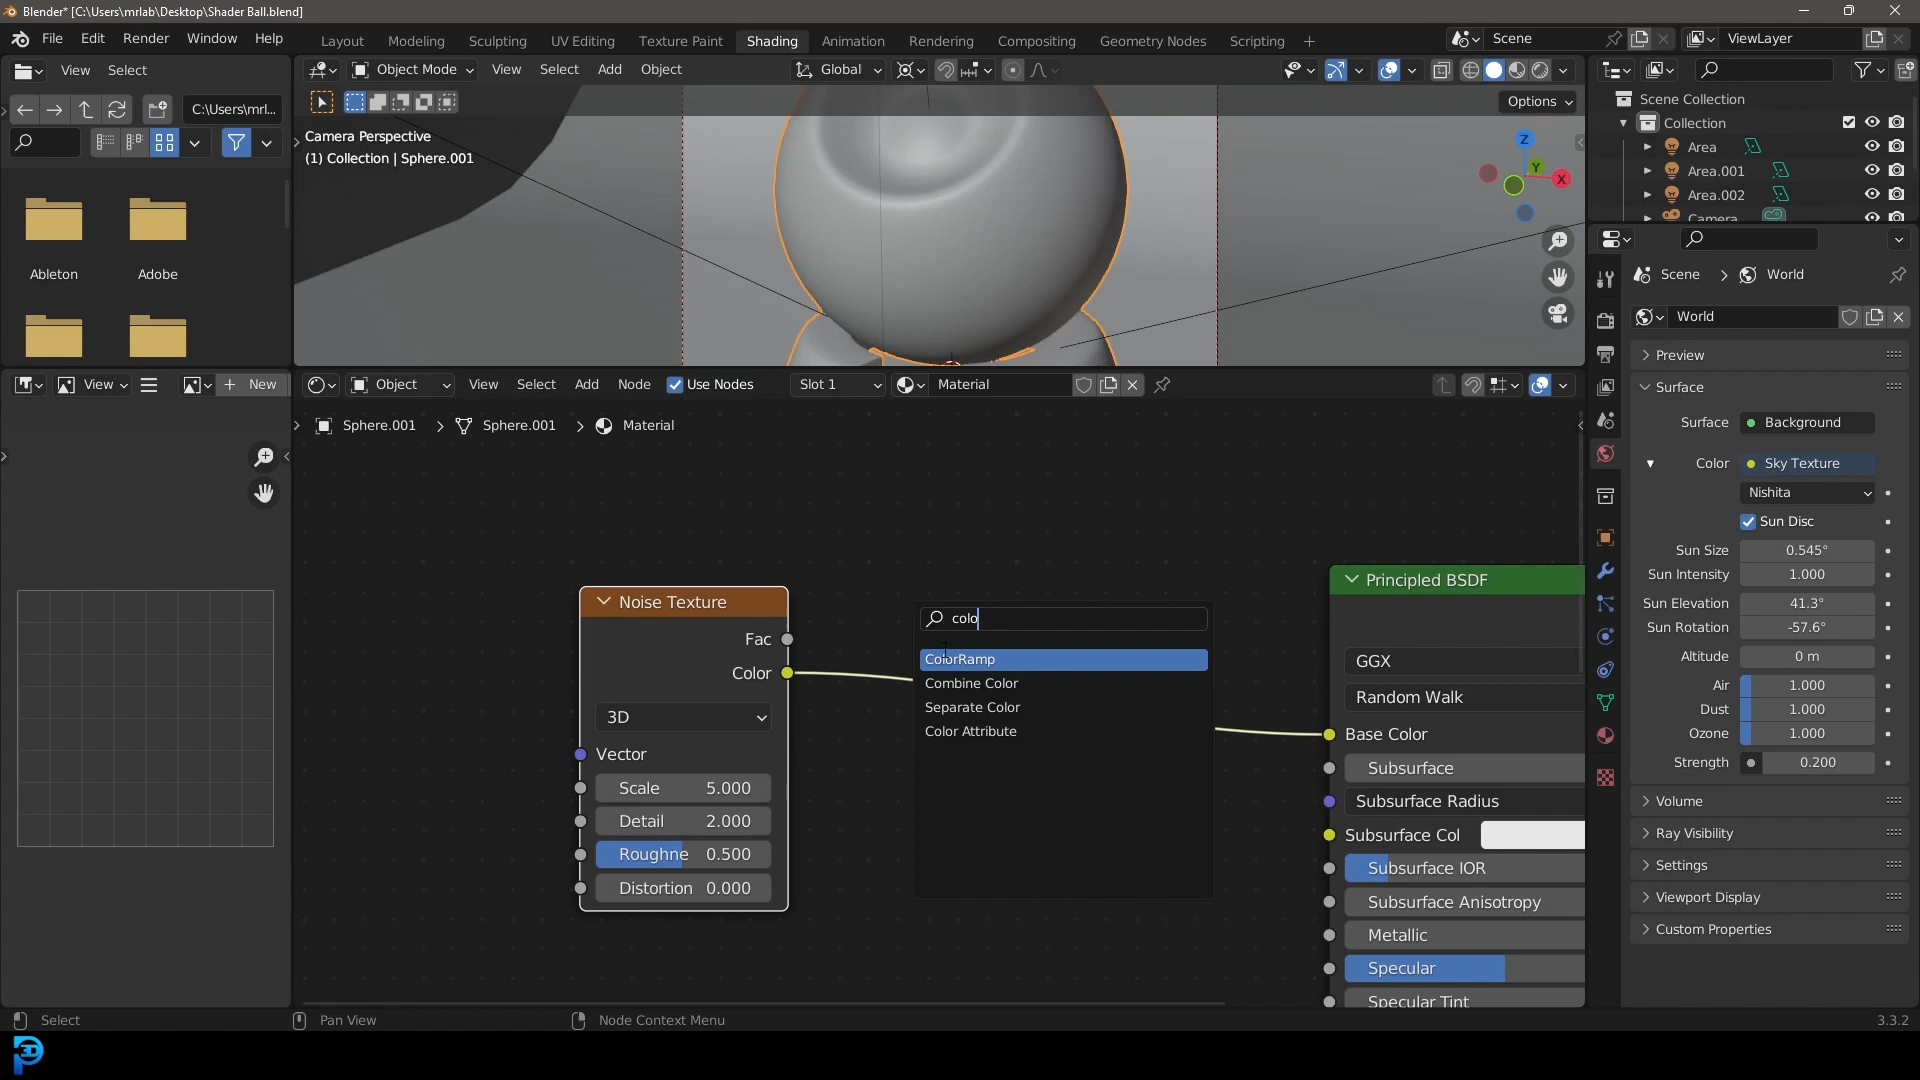 Blender* [C:\Users\mrlab\Desktop\Shader Ball.blend]
File Edit Render Window Help
Layout Modeling Sculpting UV Editing Texture Paint Shading Animation Rendering Compositing Geometry Nodes Scripting +
Scene
ViewLayer
View Select
Object Mode View Select Add Object
Global
C:\Users\mrl...
Options
Ableton
Adobe
Camera Perspective
(1) Collection | Sphere.001
Z
Y
X
Scene Collection
Collection
Area
Area.001
Area.002
Camera
Scene > World
World
Preview
Surface
Surface Background
Color Sky Texture
Nishita
Sun Disc
Sun Size 0.545°
Sun Intensity 1.000
Sun Elevation 41.3°
Sun Rotation -57.6°
Altitude 0 m
Air 1.000
Dust 1.000
Ozone 1.000
Strength 0.200
Volume
Ray Visibility
Settings
Viewport Display
Custom Properties
View
+ New
Object View Select Add Node Use Nodes Slot 1 Material
Sphere.001 > Sphere.001 > Material
Noise Texture
Fac
Color
3D
Vector
Scale 5.000
Detail 2.000
Roughne 0.500
Distortion 0.000
colo
ColorRamp
Combine Color
Separate Color
Color Attribute
Principled BSDF
GGX
Random Walk
Base Color
Subsurface
Subsurface Radius
Subsurface Col
Subsurface IOR
Subsurface Anisotropy
Metallic
Specular
Specular Tint
Select
Pan View
Node Context Menu
3.3.2
3D